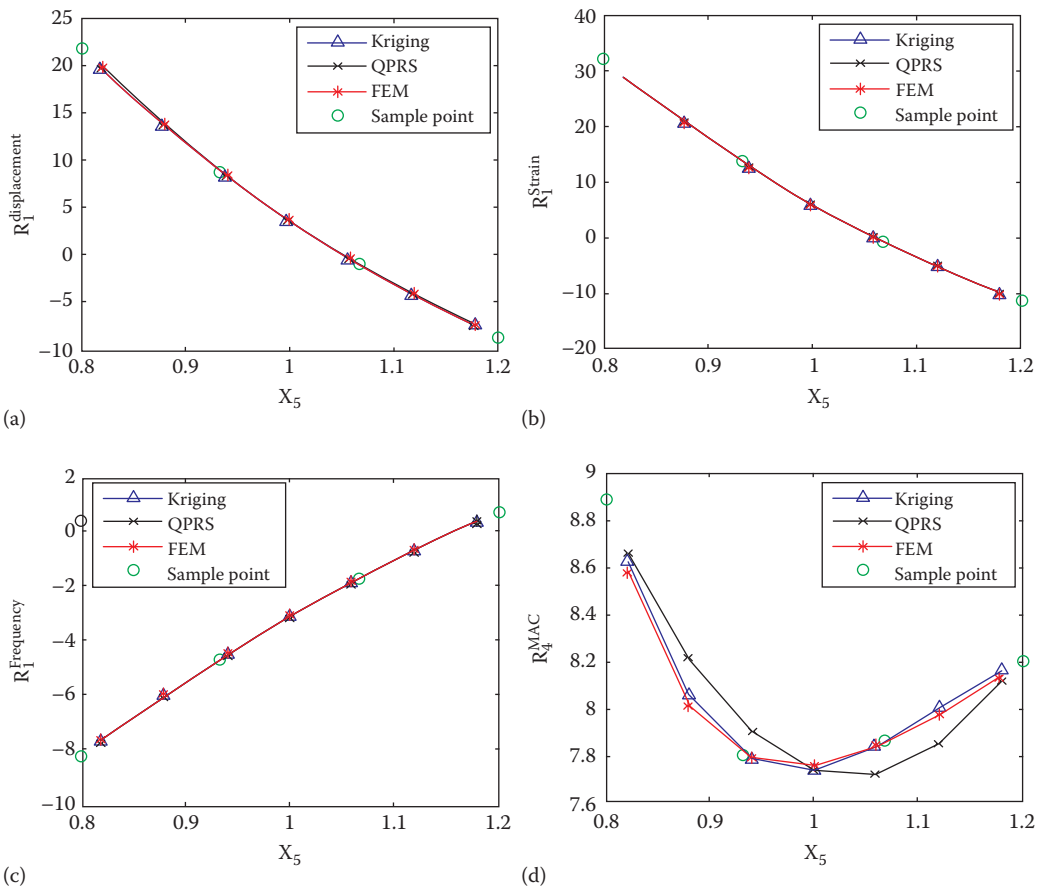 25
20
15
10
5
0
−5
−10
0.8 0.9 1 1.1 1.2
X5
R1displacement
Kriging
QPRS
FEM
Sample point
(a)
40
30
20
10
0
−10
−20
0.8 0.9 1 1.1 1.2
X5
R1Strain
Kriging
QPRS
FEM
Sample point
(b)
2
0
−2
−4
−6
−8
−10
0.8 0.9 1 1.1 1.2
X5
R1Frequency
Kriging
QPRS
FEM
Sample point
(c)
9
8.8
8.6
8.4
8.2
8
7.8
7.6
0.8 0.9 1 1.1 1.2
X5
R4MAC
Kriging
QPRS
FEM
Sample point
(d)